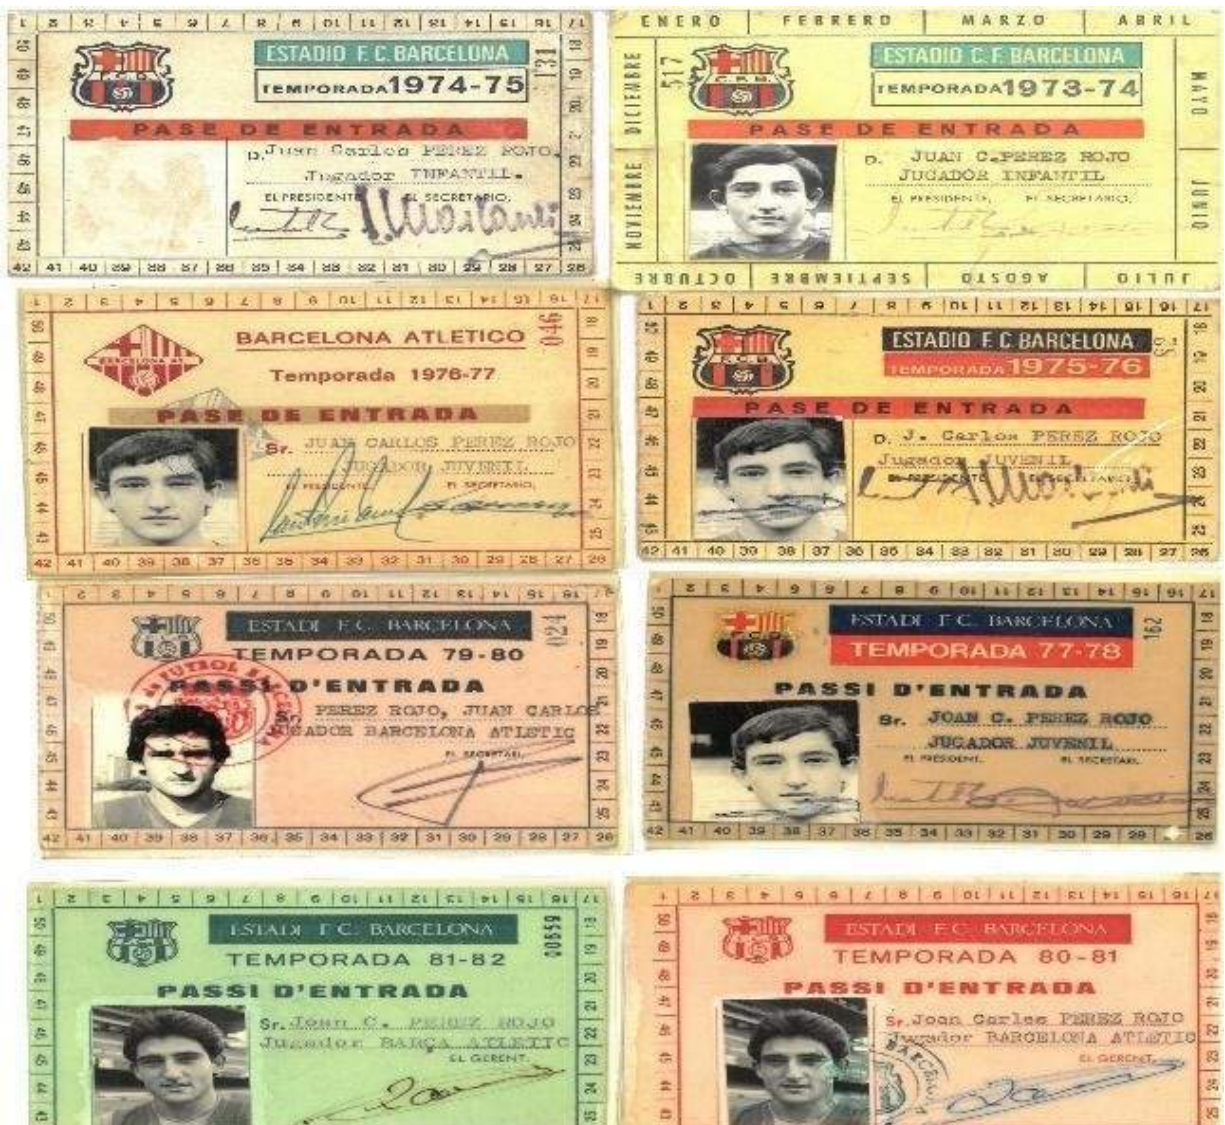 ESTADIO F.C. BARCELONA
131
TEMPORADA 1974-75
PASE DE ENTRADA
D. Juan Carlos PEREZ ROJO.
Jugador INFANTIL.
EL PRESIDENTE
EL SECRETARIO,
ENERO FEBRERO MARZO ABRIL
MAYO
JUNIO
JULIO
AGOSTO
SEPTIEMBRE
OCTUBRE
NOVIEMBRE
DICIEMBRE
517
ESTADIO C.F. BARCELONA
TEMPORADA 1973-74
PASE DE ENTRADA
D. JUAN C.PEREZ ROJO
JUGADOR INFANTIL
EL PRESIDENTE, EL SECRETARIO,
BARCELONA ATLETICO
046
Temporada 1976-77
PASE DE ENTRADA
Sr. JUAN CARLOS PEREZ ROJO
JUGADOR JUVENIL
EL PRESIDENTE
EL SECRETARIO,
ESTADIO F.C. BARCELONA
TEMPORADA 1975-76
PASE DE ENTRADA
D. J. Carlos PEREZ ROJO
Jugador JUVENIL
ESTADI F.C. BARCELONA
024
TEMPORADA 79-80
PASSI D'ENTRADA
PEREZ ROJO, JUAN CARLOS
JUGADOR BARCELONA ATLETIC
EL SECRETARI,
ESTADI F.C. BARCELONA
162
TEMPORADA 77-78
PASSI D'ENTRADA
Sr. JOAN C. PEREZ ROJO
JUGADOR JUVENIL
EL PRESIDENT,
EL SECRETARI,
ESTADI F.C. BARCELONA
00559
TEMPORADA 81-82
PASSI D'ENTRADA
Sr. Joan C. PEREZ ROJO
Jugador BARÇA ATLETIC
EL GERENT,
ESTADI F.C. BARCELONA
TEMPORADA 80-81
PASSI D'ENTRADA
Sr. Joan Carles PEREZ ROJO
Jugador BARCELONA ATLETIC
EL GERENT,